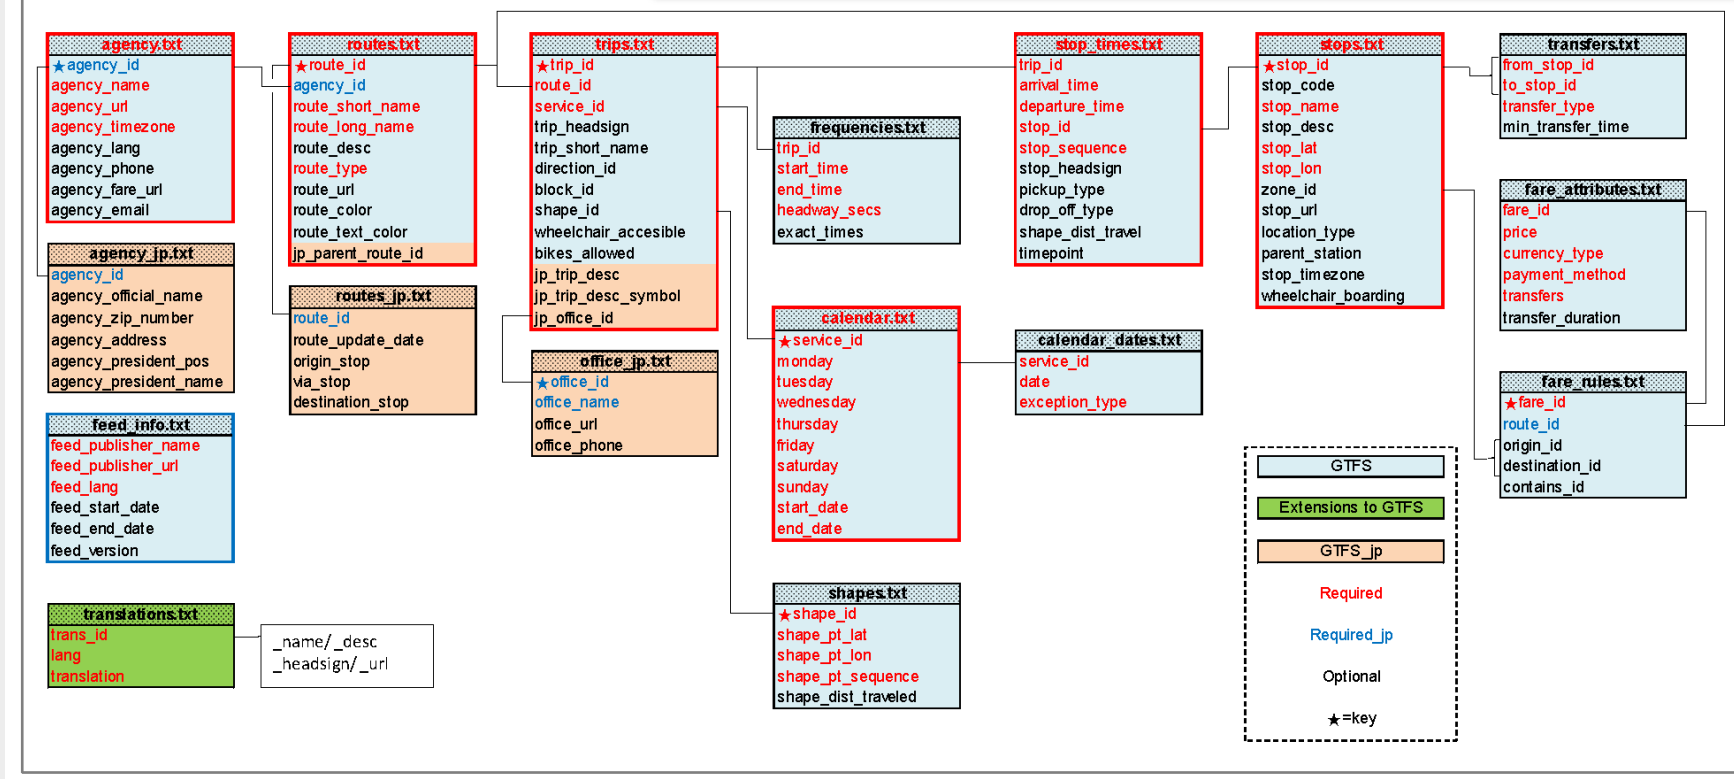 agency.txt
★agency_id
agency_name
agency_url
agency_timezone
agency_lang
agency_phone
agency_fare_url
agency_email
agency_jp.txt
agency_id
agency_official_name
agency_zip_number
agency_address
agency_president_pos
agency_president_name
feed_info.txt
feed_publisher_name
feed_publisher_url
feed_lang
feed_start_date
feed_end_date
feed_version
translations.txt
trans_id
lang
translation
_name/_desc
_headsign/_url
routes.txt
★route_id
agency_id
route_short_name
route_long_name
route_desc
route_type
route_url
route_color
route_text_color
jp_parent_route_id
routes_jp.txt
route_id
route_update_date
origin_stop
via_stop
destination_stop
trips.txt
★trip_id
route_id
service_id
trip_headsign
trip_short_name
direction_id
block_id
shape_id
wheelchair_accesible
bikes_allowed
jp_trip_desc
jp_trip_desc_symbol
jp_office_id
office_jp.txt
★office_id
office_name
office_url
office_phone
frequencies.txt
trip_id
start_time
end_time
headway_secs
exact_times
calendar.txt
★service_id
monday
tuesday
wednesday
thursday
friday
saturday
sunday
start_date
end_date
shapes.txt
★shape_id
shape_pt_lat
shape_pt_lon
shape_pt_sequence
shape_dist_traveled
stop_times.txt
trip_id
arrival_time
departure_time
stop_id
stop_sequence
stop_headsign
pickup_type
drop_off_type
shape_dist_travel
timepoint
calendar_dates.txt
service_id
date
exception_type
stops.txt
★stop_id
stop_code
stop_name
stop_desc
stop_lat
stop_lon
zone_id
stop_url
location_type
parent_station
stop_timezone
wheelchair_boarding
transfers.txt
from_stop_id
to_stop_id
transfer_type
min_transfer_time
fare_attributes.txt
fare_id
price
currency_type
payment_method
transfers
transfer_duration
fare_rules.txt
★fare_id
route_id
origin_id
destination_id
contains_id
GTFS
Extensions to GTFS
GTFS_jp
Required
Required_jp
Optional
★=key